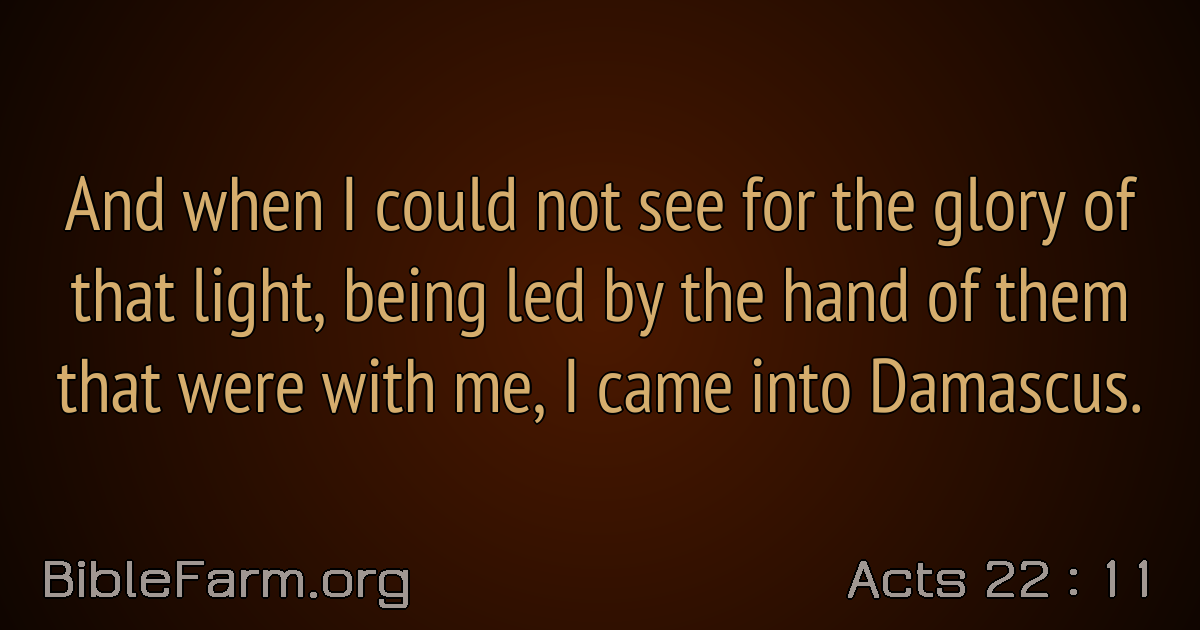 And when I could not see for the glory of
that light, being led by the hand of them
that were with me, I came into Damascus.
BibleFarm.org
Acts 22 : 11